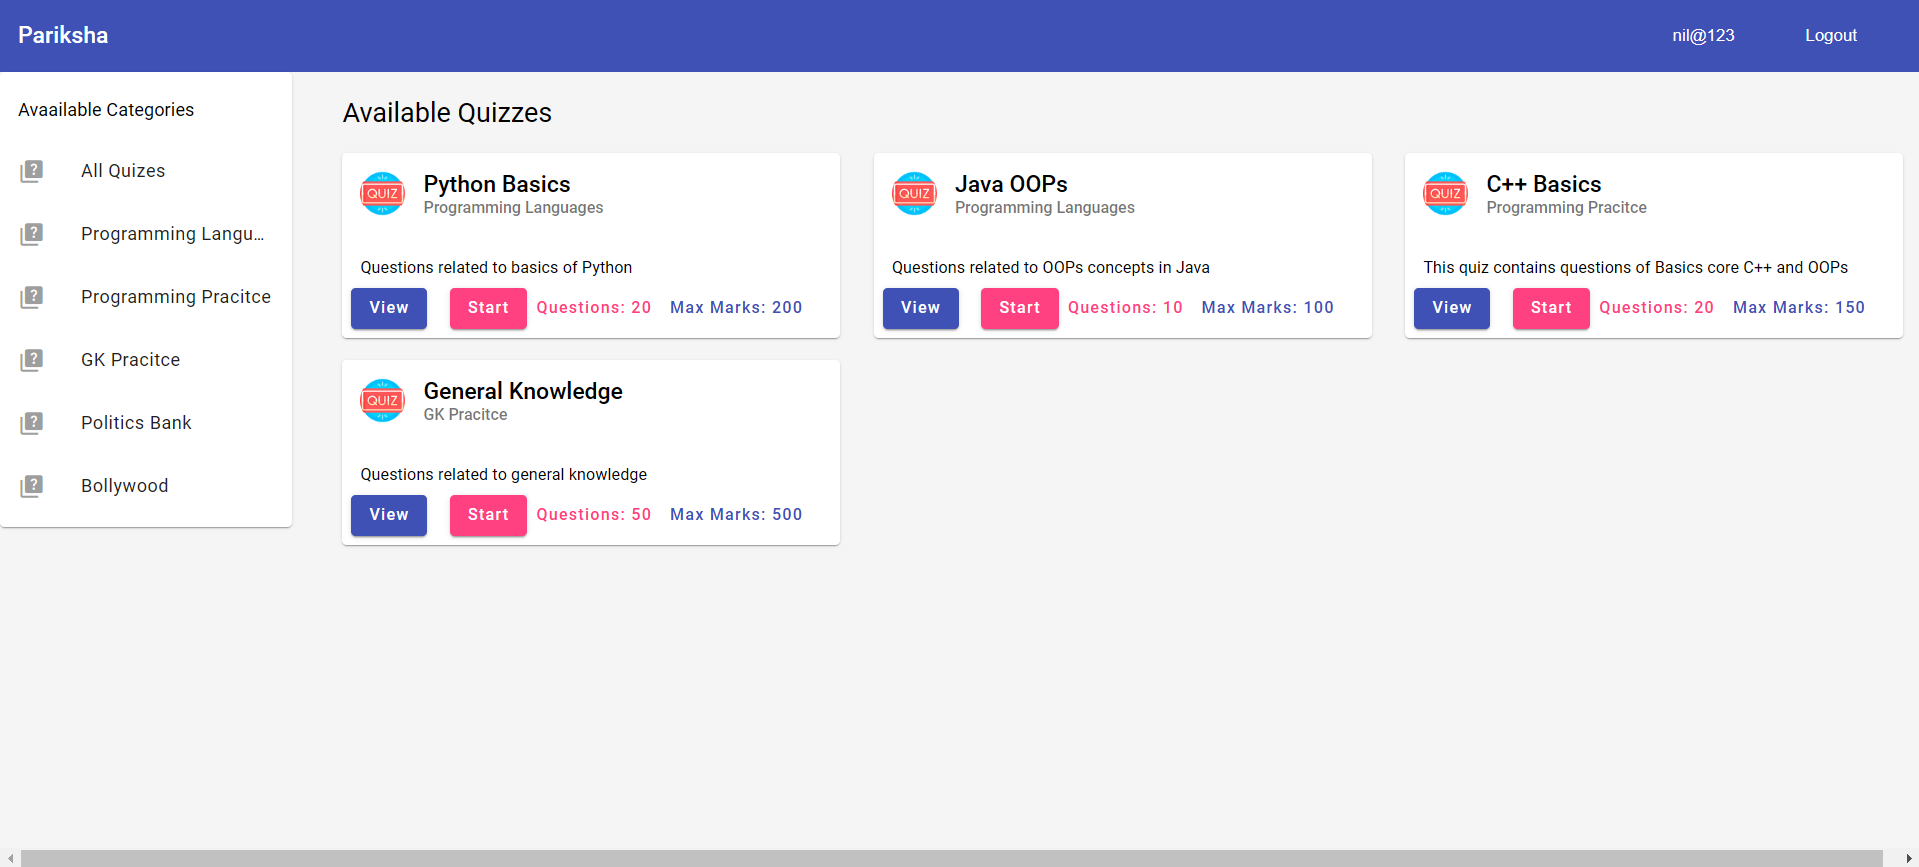 Pariksha
nil@123
Logout
Avaailable Categories
All Quizes
Programming Langu...
Programming Pracitce
GK Pracitce
Politics Bank
Bollywood
Available Quizzes
QUIZ
Python Basics
Programming Languages
Questions related to basics of Python
View Start Questions: 20 Max Marks: 200
QUIZ
Java OOPs
Programming Languages
Questions related to OOPs concepts in Java
View Start Questions: 10 Max Marks: 100
QUIZ
C++ Basics
Programming Pracitce
This quiz contains questions of Basics core C++ and OOPs
View Start Questions: 20 Max Marks: 150
QUIZ
General Knowledge
GK Pracitce
Questions related to general knowledge
View Start Questions: 50 Max Marks: 500